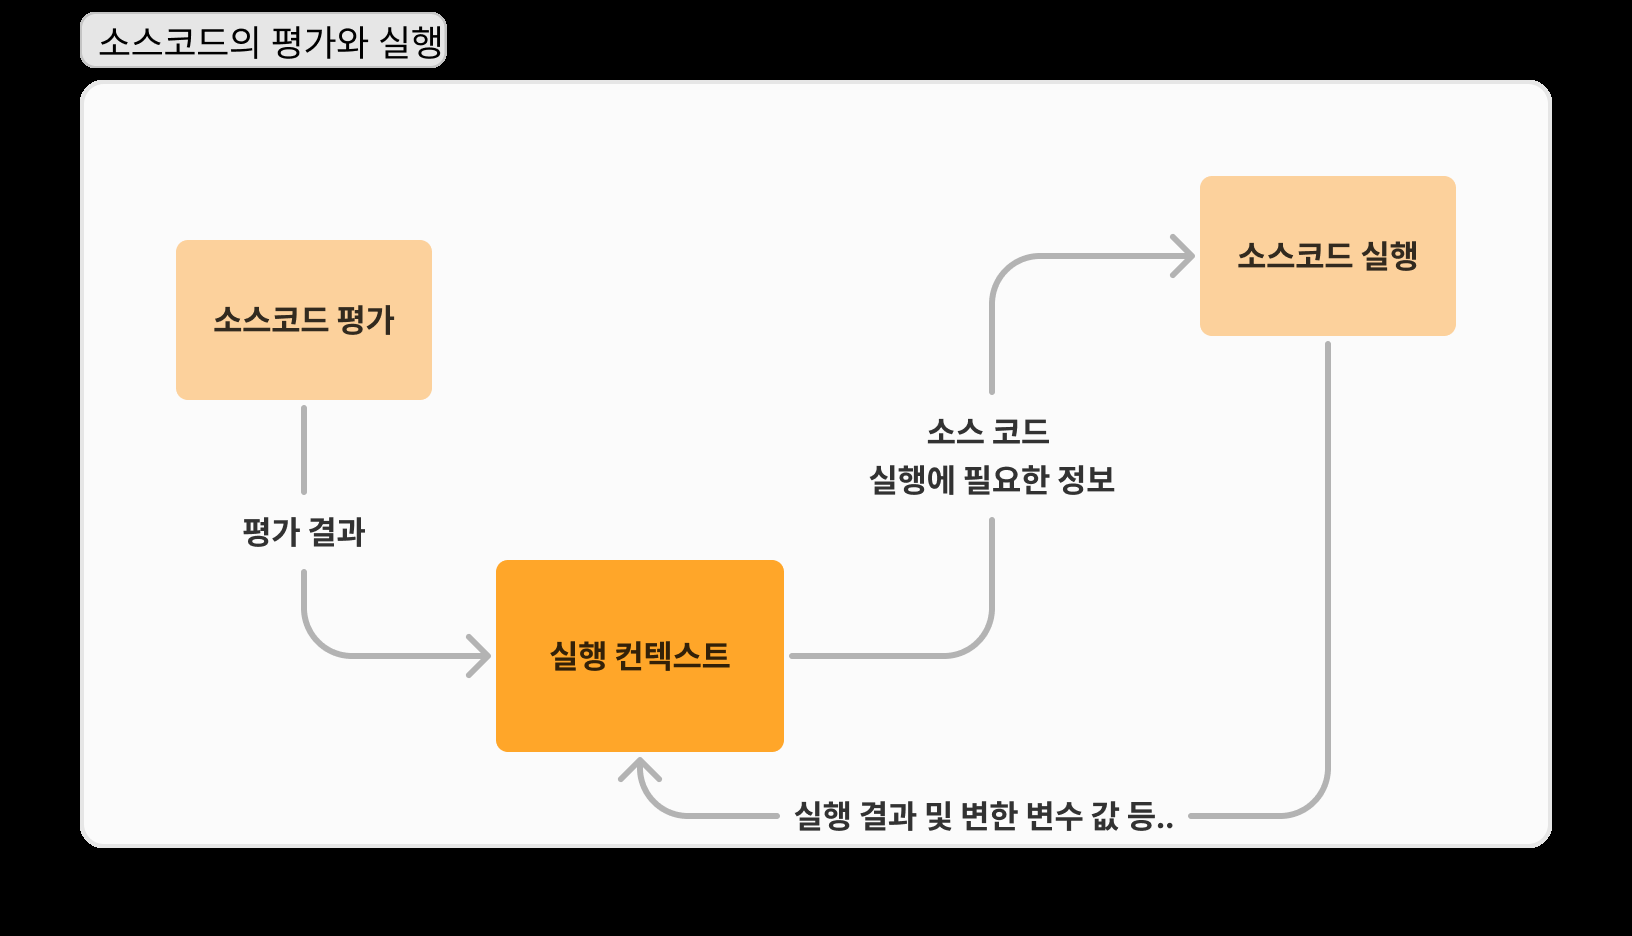 소스코드의 평가와 실행
소스코드 평가
평가 결과
실행 컨텍스트
소스 코드
실행에 필요한 정보
소스코드 실행
실행 결과 및 변한 변수 값 등..